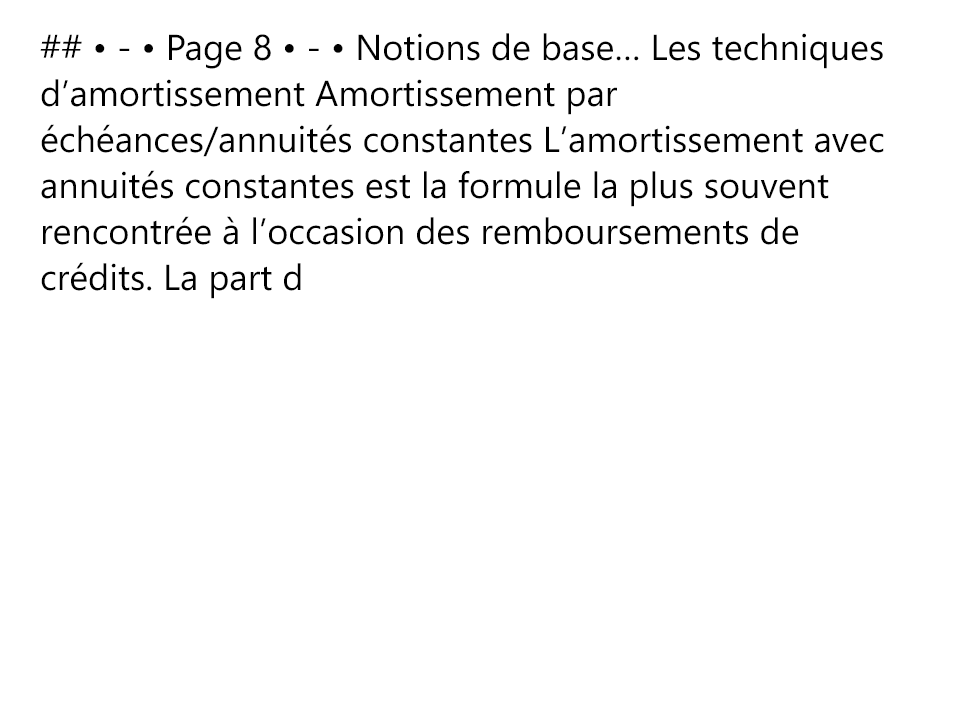 ## • - • Page 8 • - • Notions de base… Les techniques
d’amortissement Amortissement par
échéances/annuités constantes L’amortissement avec
annuités constantes est la formule la plus souvent
rencontrée à l’occasion des remboursements de
crédits. La part d